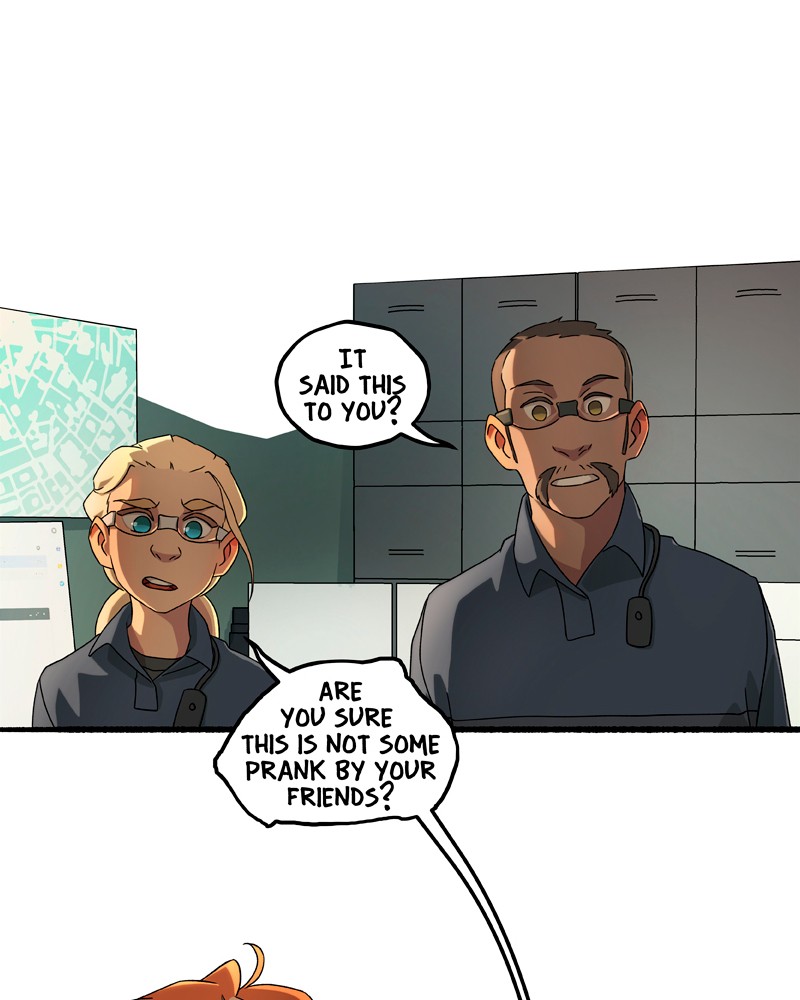 IT
SAID THIS
TO YOU?
ARE
YOU SURE
THIS IS NOT SOME
PRANK BY YOUR
FRIENDS?